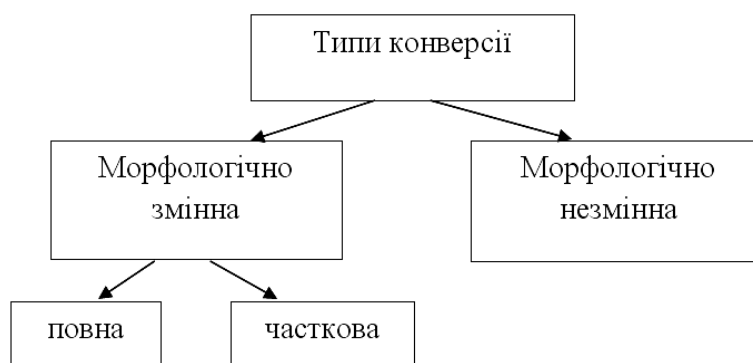 Типи конверсії
Морфологічно
змінна
Морфологічно
незмінна
повна
часткова